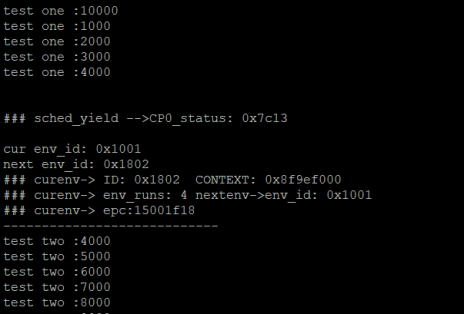 test one :10000
test one :1000
test one :2000
test one :3000
test one :4000
### sched_yield -->CP0_status: 0x7c13
cur env_id: 0x1001
next env_id: 0x1802
### curenv-> ID: 0x1802  CONTEXT: 0x8f9ef000
### curenv-> env_runs: 4 nextenv->env_id: 0x1001
### curenv-> epc:15001f18
----------------------------
test two :4000
test two :5000
test two :6000
test two :7000
test two :8000